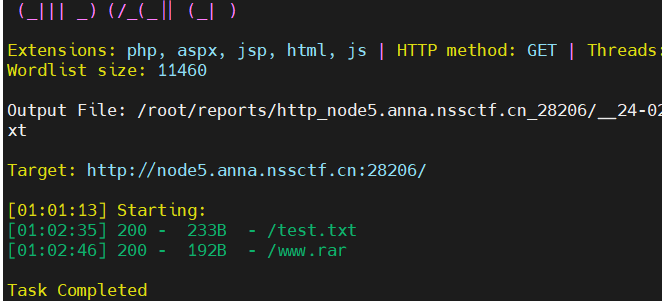 (_||| _) (/_(_|| (_| )
Extensions: php, aspx, jsp, html, js | HTTP method: GET | Threads:
Wordlist size: 11460
Output File: /root/reports/http_node5.anna.nssctf.cn_28206/__24-02
xt
Target: http://node5.anna.nssctf.cn:28206/
[01:01:13] Starting:
[01:02:35] 200 -  233B  - /test.txt
[01:02:46] 200 -  192B  - /www.rar
Task Completed